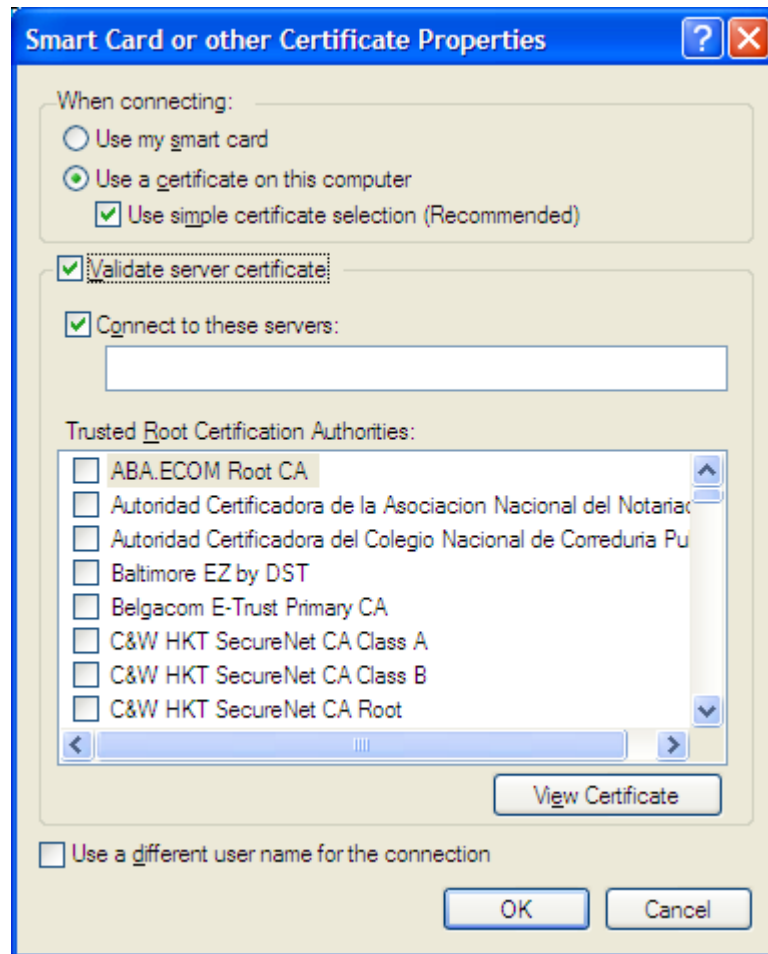 Smart Card or other Certificate Properties
When connecting:
Use my smart card
Use a certificate on this computer
Use simple certificate selection (Recommended)
Validate server certificate
Connect to these servers:
Trusted Root Certification Authorities:
ABA.ECOM Root CA
Autoridad Certificadora de la Asociacion Nacional del Notariad
Autoridad Certificadora del Colegio Nacional de Correduria Pu
Baltimore EZ by DST
Belgacom E-Trust Primary CA
C&W HKT SecureNet CA Class A
C&W HKT SecureNet CA Class B
C&W HKT SecureNet CA Root
View Certificate
Use a different user name for the connection
OK Cancel